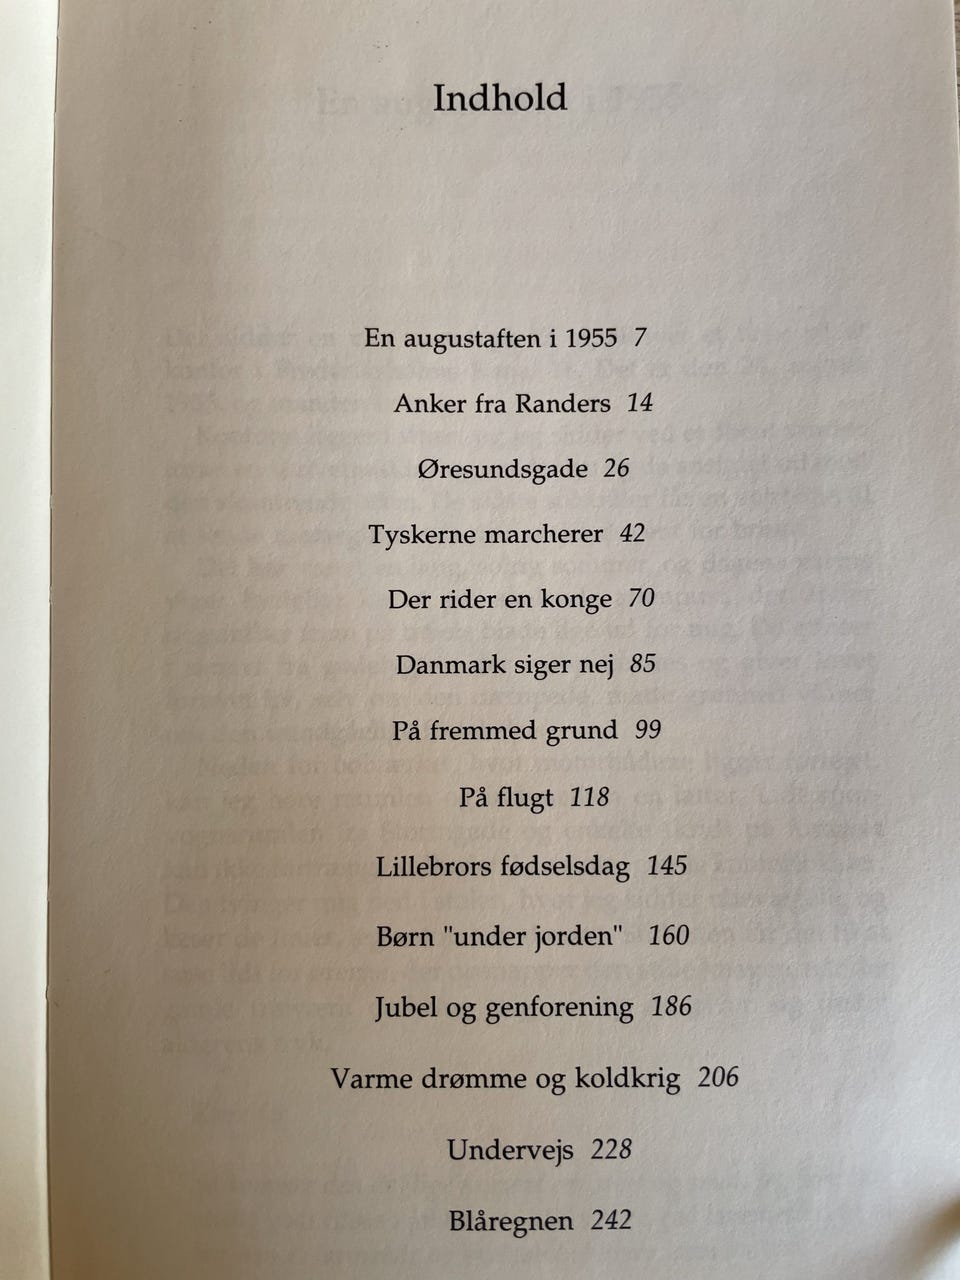 Indhold
En augustaften i 1955 7
Anker fra Randers 14
Øresundsgade 26
Tyskerne marcherer 42
Der rider en konge 70
Danmark siger nej 85
På fremmed grund 99
På flugt 118
Lillebrors fødselsdag 145
Børn "under jorden" 160
Jubel og genforening 186
Varme drømme og koldkrig 206
Undervejs 228
Blåregnen 242